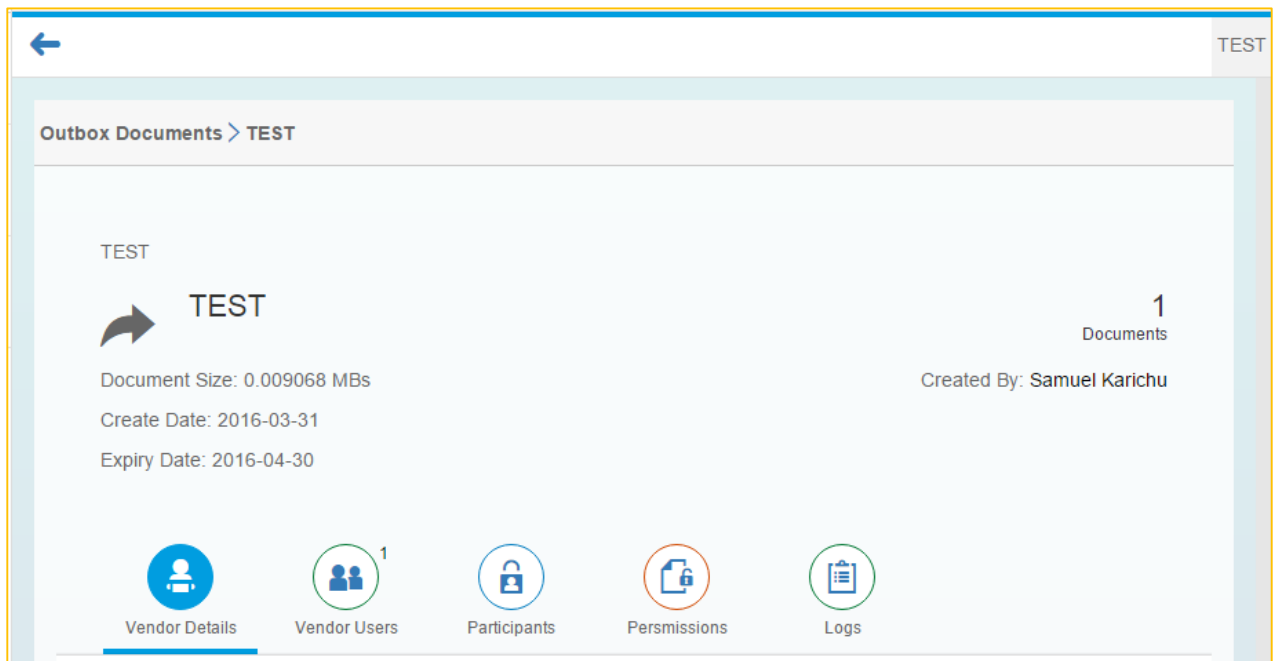 TEST
Outbox Documents > TEST
TEST
TEST
1
Documents
Document Size: 0.009068 MBs
Created By: Samuel Karichu
Create Date: 2016-03-31
Expiry Date: 2016-04-30
1
Vendor Details Vendor Users Participants Persmissions Logs